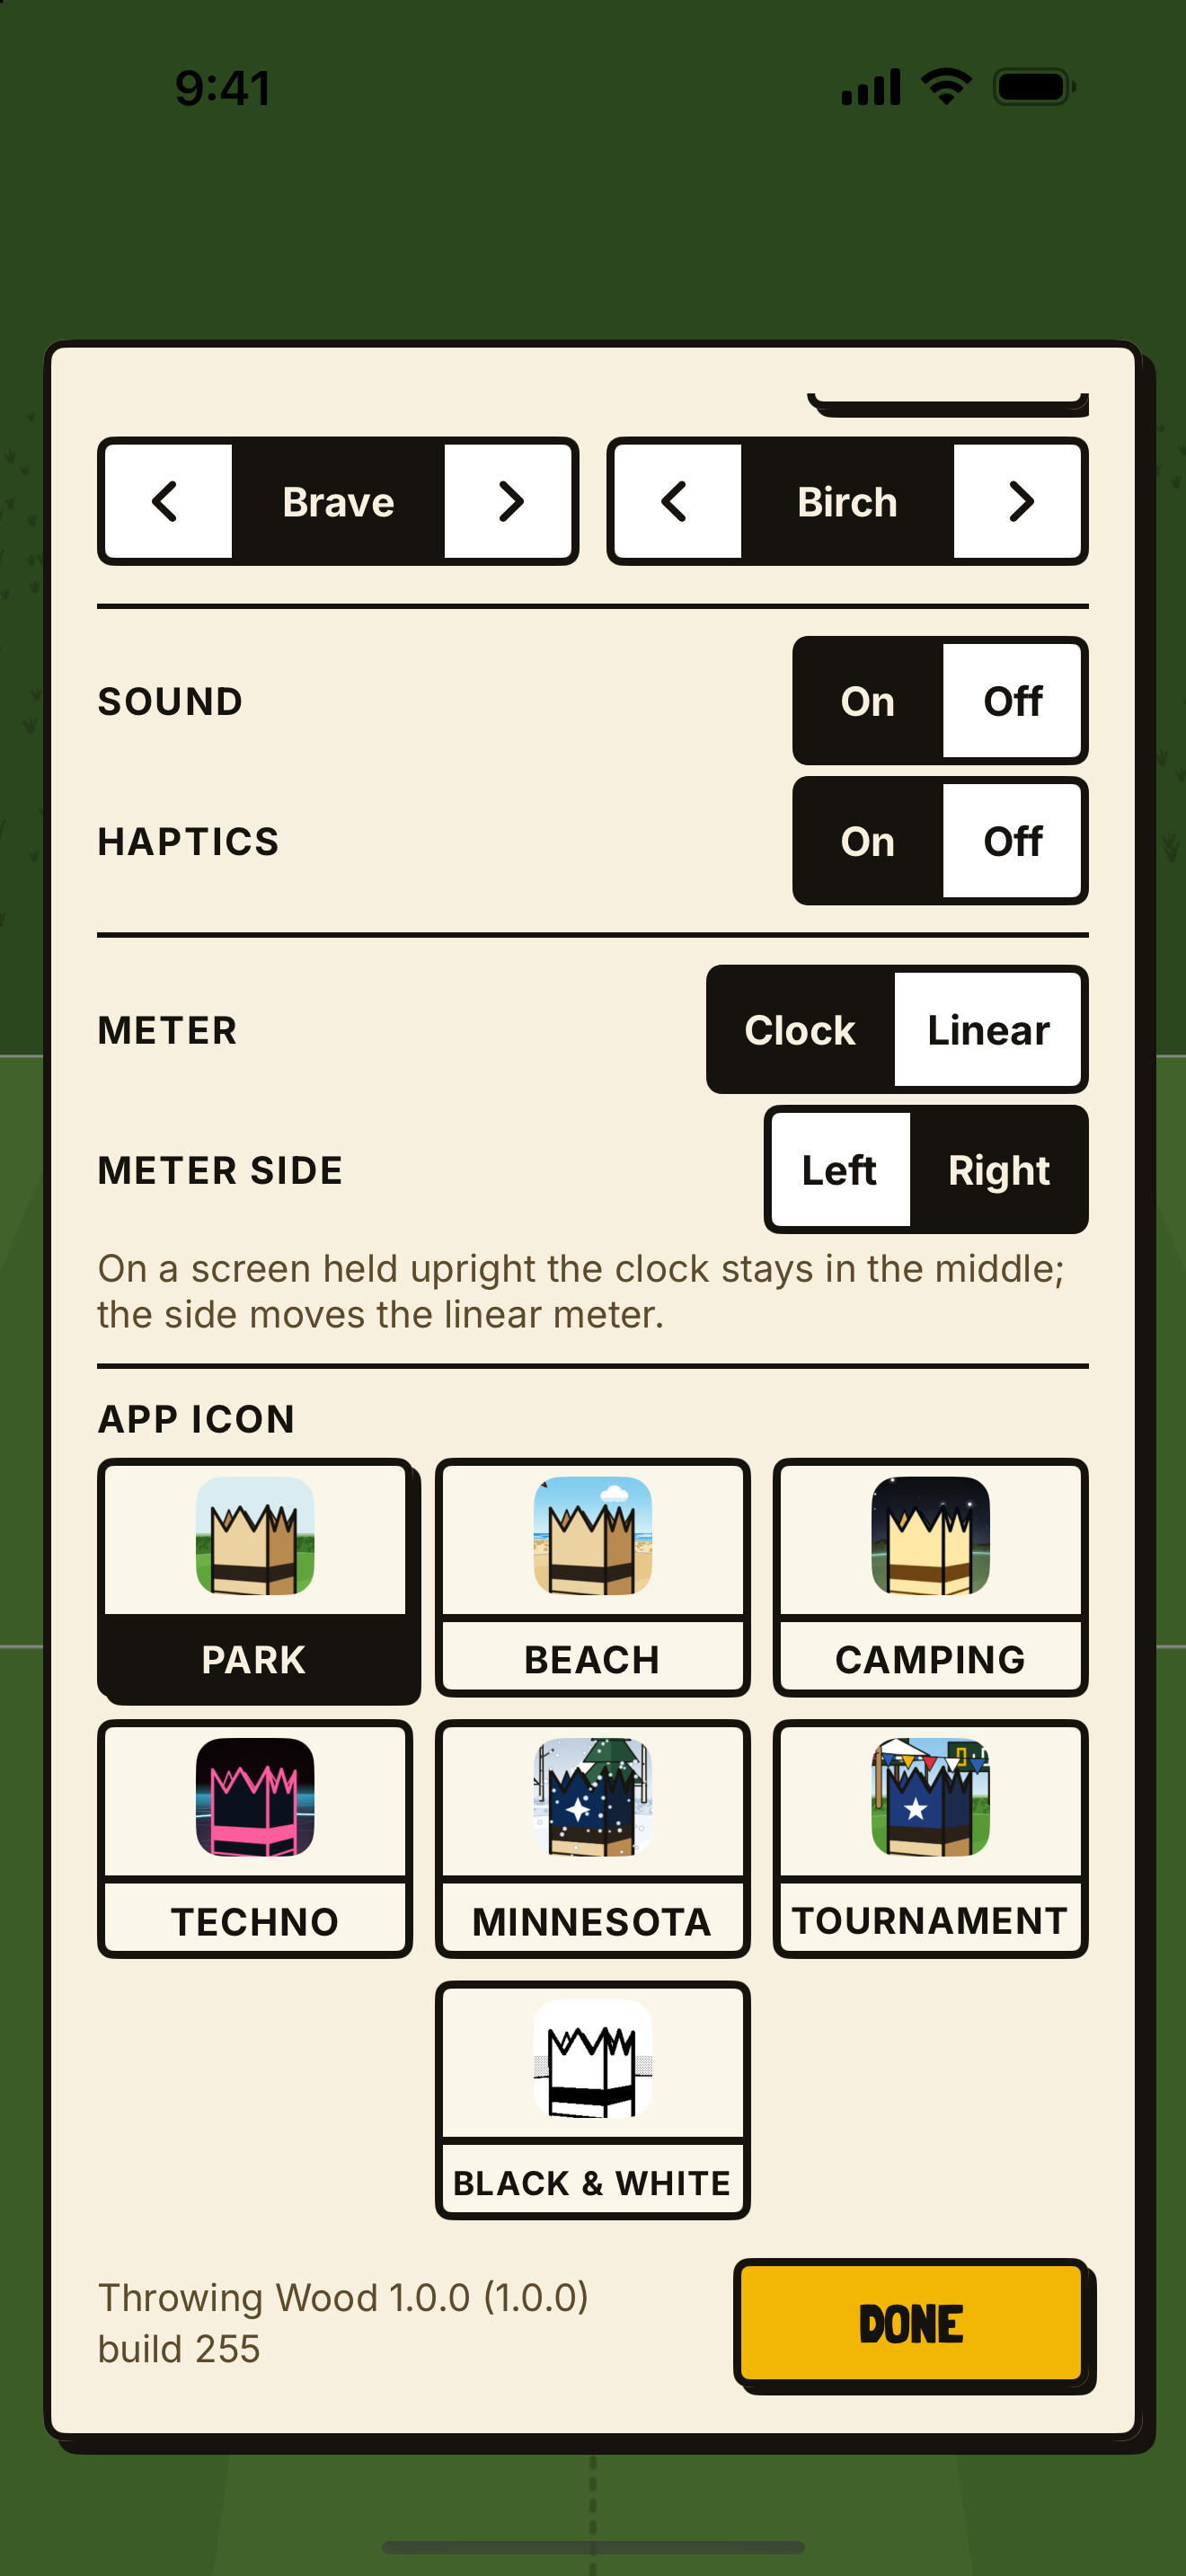 9:41
Brave
Birch
SOUND
On Off
HAPTICS
On Off
METER
Clock Linear
METER SIDE
Left Right
On a screen held upright the clock stays in the middle;
the side moves the linear meter.
APP ICON
PARK
BEACH
CAMPING
TECHNO
MINNESOTA
TOURNAMENT
BLACK & WHITE
Throwing Wood 1.0.0 (1.0.0)
build 255
DONE